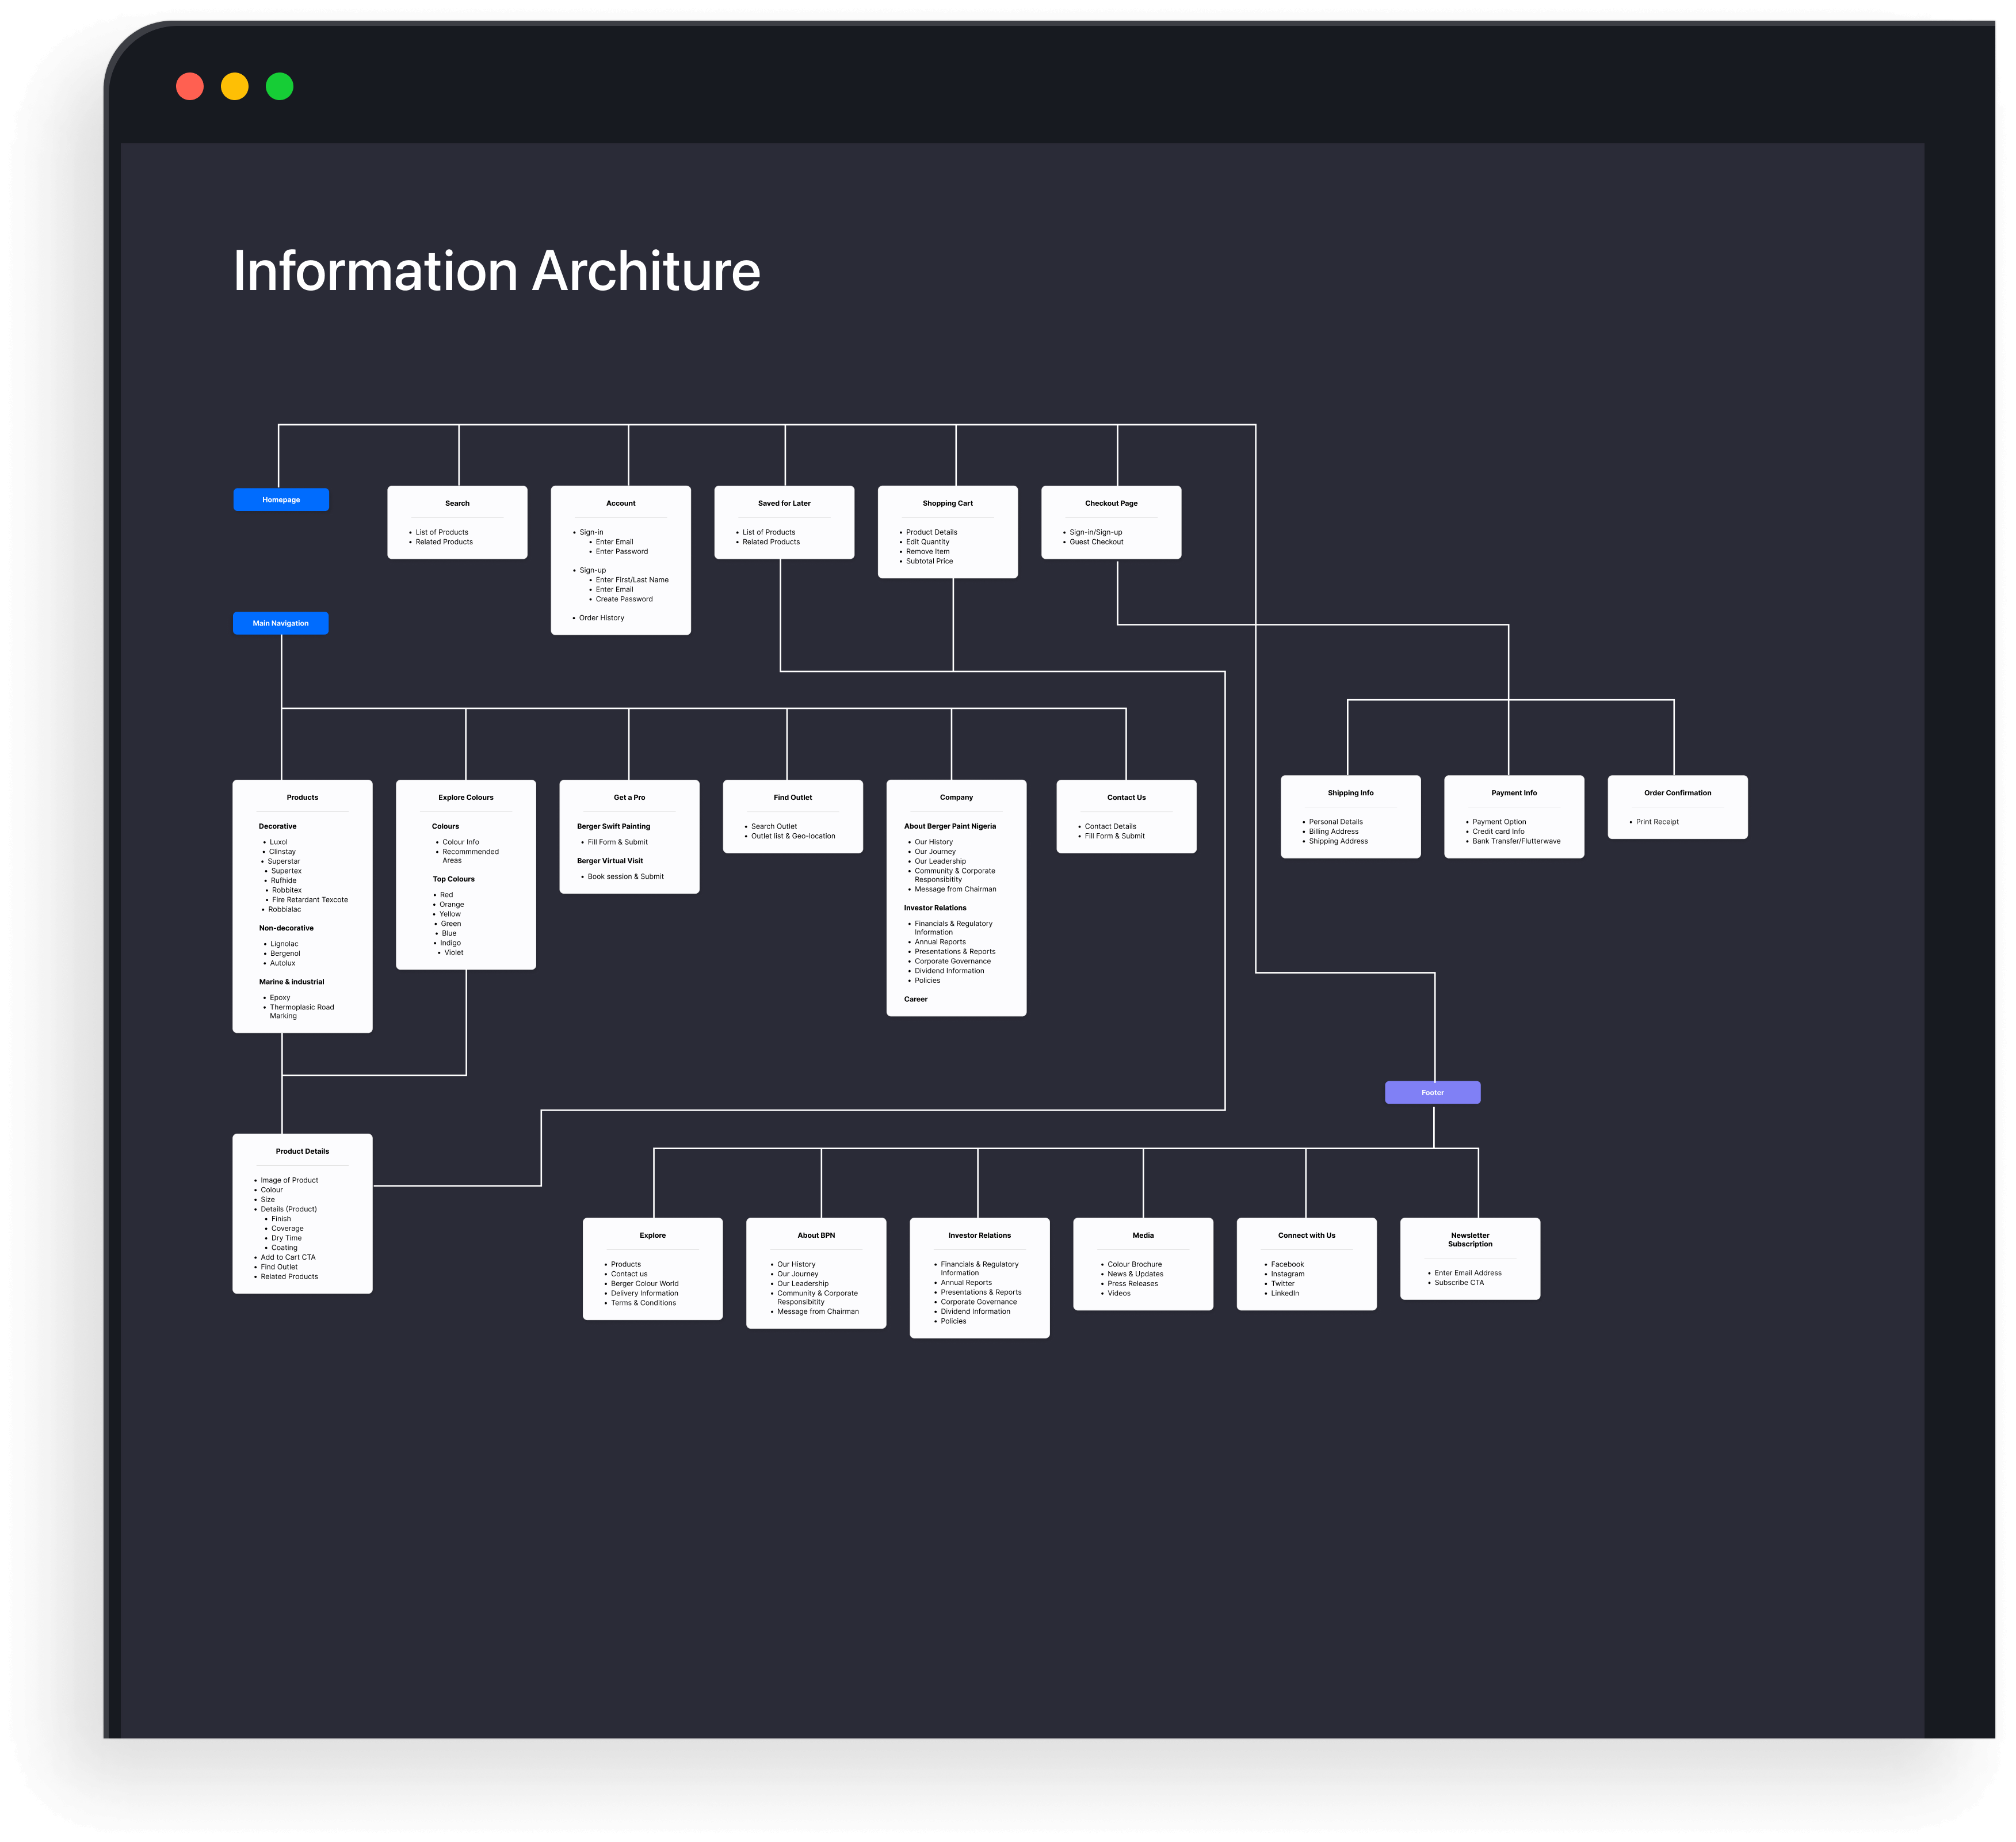 Information Architure
Homepage
Search
List of Products
Related Products
Account
Sign-in
Enter Email
Enter Password
Sign-up
Enter First/Last Name
Enter Email
Create Password
Order History
Saved for Later
List of Products
Related Products
Shopping Cart
Product Details
Edit Quantity
Remove Item
Subtotal Price
Checkout Page
Sign-in/Sign-up
Guest Checkout
Main Navigation
Products
Decorative
Luxol
Clinstay
Superstar
Supertex
Rufhide
Robbitex
Fire Retardant Texcote
Robbialac
Non-decorative
Lignolac
Bergenol
Autolux
Marine & industrial
Epoxy
Thermoplasic Road
Marking
Explore Colours
Colours
Colour Info
Recommmended
Areas
Top Colours
Red
Orange
Yellow
Green
Blue
Indigo
Violet
Get a Pro
Berger Swift Painting
Fill Form & Submit
Berger Virtual Visit
Book session & Submit
Find Outlet
Search Outlet
Outlet list & Geo-location
Company
About Berger Paint Nigeria
Our History
Our Journey
Our Leadership
Community & Corporate
Responsibitity
Message from Chairman
Investor Relations
Financials & Regulatory
Information
Annual Reports
Presentations & Reports
Corporate Governance
Dividend Information
Policies
Career
Contact Us
Contact Details
Fill Form & Submit
Shipping Info
Personal Details
Billing Address
Shipping Address
Payment Info
Payment Option
Credit card Info
Bank Transfer/Flutterwave
Order Confirmation
Print Receipt
Product Details
Image of Product
Colour
Size
Details (Product)
Finish
Coverage
Dry Time
Coating
Add to Cart CTA
Find Outlet
Related Products
Footer
Explore
Products
Contact us
Berger Colour World
Delivery Information
Terms & Conditions
About BPN
Our History
Our Journey
Our Leadership
Community & Corporate
Responsibitity
Message from Chairman
Investor Relations
Financials & Regulatory
Information
Annual Reports
Presentations & Reports
Corporate Governance
Dividend Information
Policies
Media
Colour Brochure
News & Updates
Press Releases
Videos
Connect with Us
Facebook
Instagram
Twitter
LinkedIn
Newsletter
Subscription
Enter Email Address
Subscribe CTA